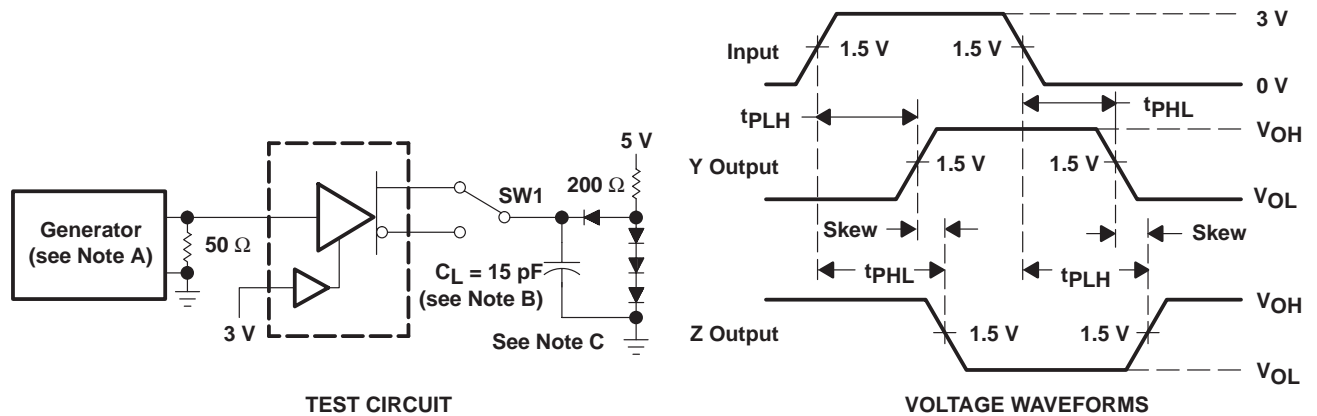 Generator
(see Note A)
50 Ω
3 V
SW1
CL = 15 pF
(see Note B)
200 Ω
5 V
See Note C
TEST CIRCUIT
Input
1.5 V
1.5 V
3 V
0 V
tPLH
tPHL
Y Output
1.5 V
1.5 V
VOH
VOL
Skew
Skew
tPHL
tPLH
Z Output
1.5 V
1.5 V
VOH
VOL
VOLTAGE WAVEFORMS